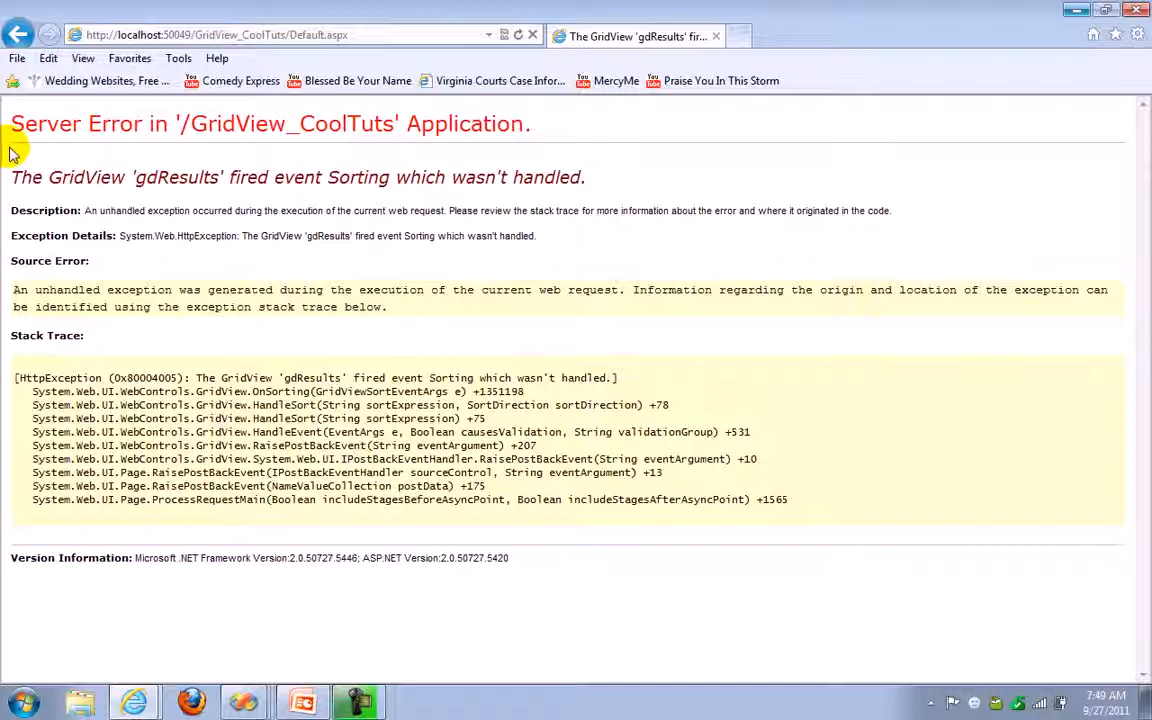 http://localhost:50049/GridView_CoolTuts/Default.aspx
The GridView 'gdResults' fir...
File Edit View Favorites Tools Help
Wedding Websites, Free ... Comedy Express Blessed Be Your Name Virginia Courts Case Infor... MercyMe Praise You In This Storm
Server Error in '/GridView_CoolTuts' Application.
The GridView 'gdResults' fired event Sorting which wasn't handled.
Description: An unhandled exception occurred during the execution of the current web request. Please review the stack trace for more information about the error and where it originated in the code.
Exception Details: System.Web.HttpException: The GridView 'gdResults' fired event Sorting which wasn't handled.
Source Error:
An unhandled exception was generated during the execution of the current web request. Information regarding the origin and location of the exception can
be identified using the exception stack trace below.
Stack Trace:
[HttpException (0x80004005): The GridView 'gdResults' fired event Sorting which wasn't handled.]
System.Web.UI.WebControls.GridView.OnSorting(GridViewSortEventArgs e) +1351198
System.Web.UI.WebControls.GridView.HandleSort(String sortExpression, SortDirection sortDirection) +78
System.Web.UI.WebControls.GridView.HandleSort(String sortExpression) +75
System.Web.UI.WebControls.GridView.HandleEvent(EventArgs e, Boolean causesValidation, String validationGroup) +531
System.Web.UI.WebControls.GridView.RaisePostBackEvent(String eventArgument) +207
System.Web.UI.WebControls.GridView.System.Web.UI.IPostBackEventHandler.RaisePostBackEvent(String eventArgument) +10
System.Web.UI.Page.RaisePostBackEvent(IPostBackEventHandler sourceControl, String eventArgument) +13
System.Web.UI.Page.RaisePostBackEvent(NameValueCollection postData) +175
System.Web.UI.Page.ProcessRequestMain(Boolean includeStagesBeforeAsyncPoint, Boolean includeStagesAfterAsyncPoint) +1565
Version Information: Microsoft .NET Framework Version:2.0.50727.5446; ASP.NET Version:2.0.50727.5420
7:49 AM
9/27/2011